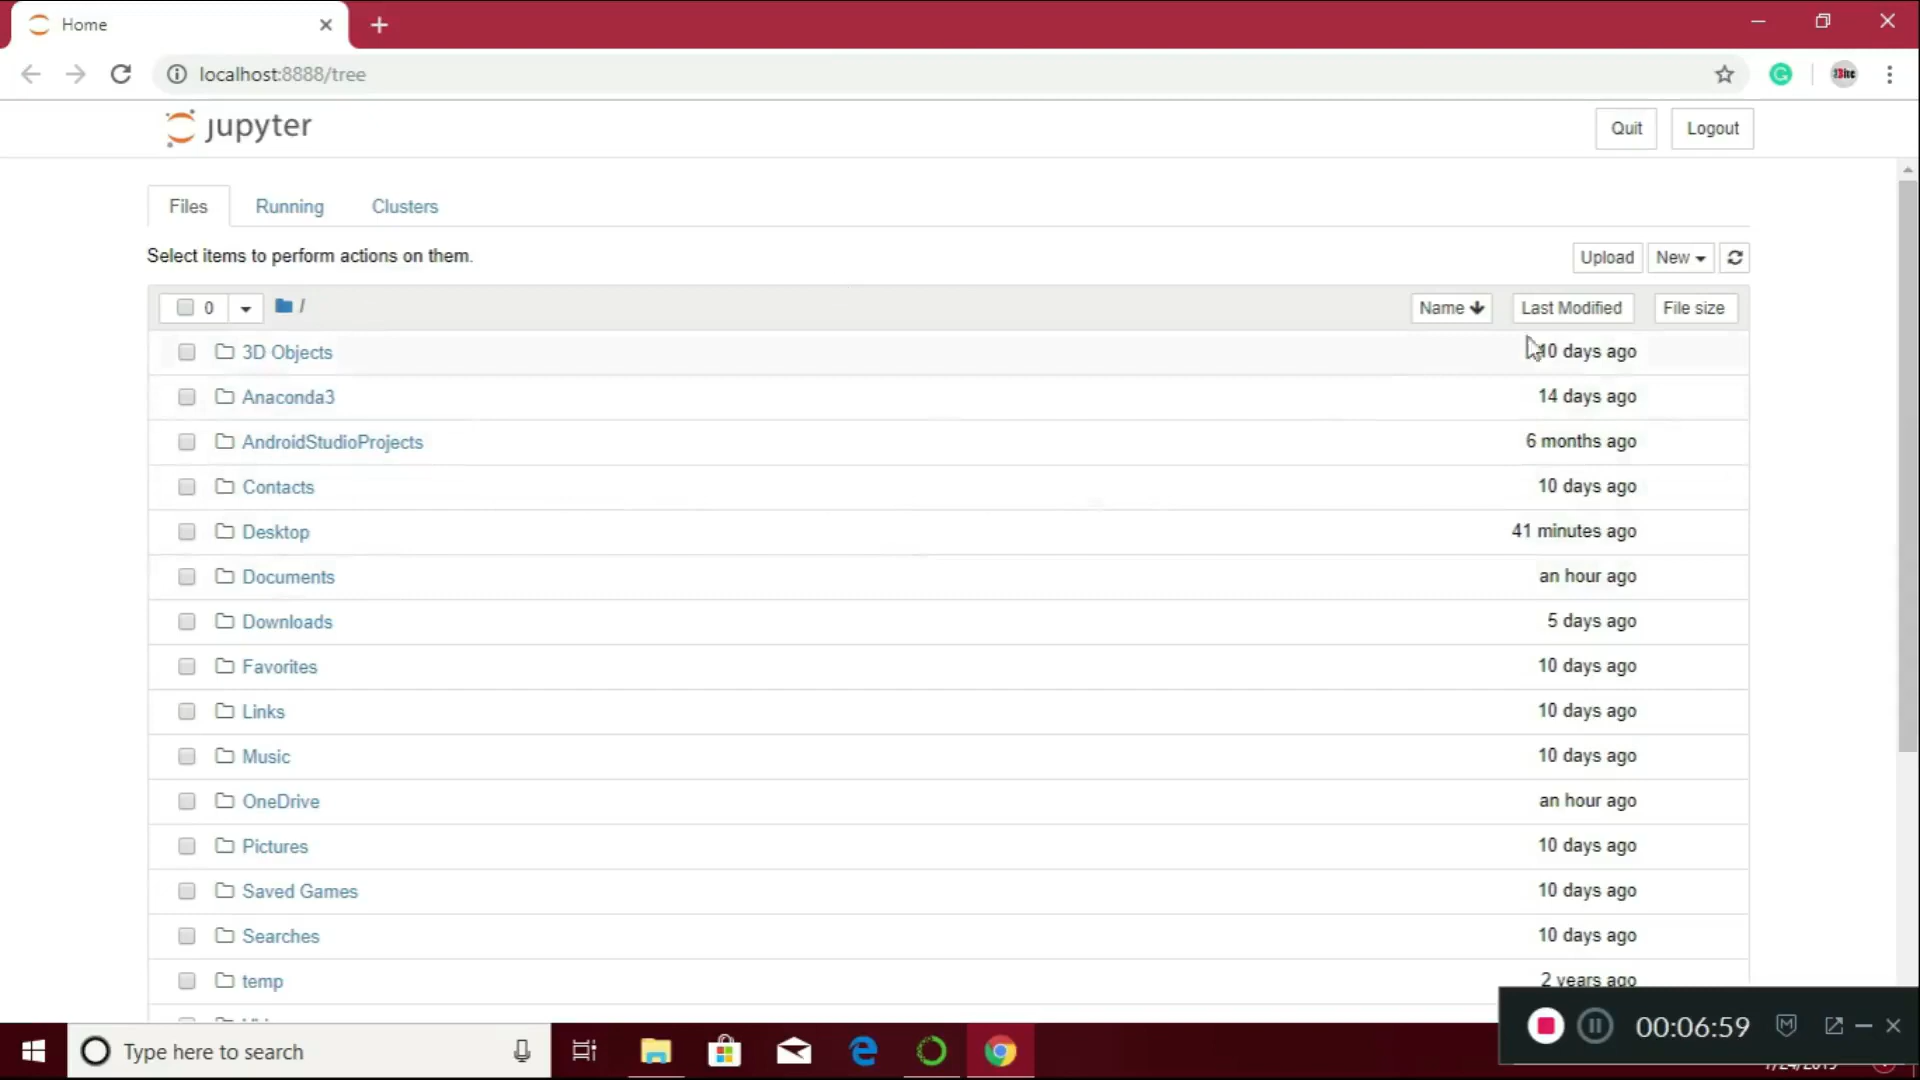 Home
localhost:8888/tree
Bite
jupyter
Quit
Logout
Files
Running
Clusters
Select items to perform actions on them.
Upload
New
0
/
Name
Last Modified
File size
3D Objects
10 days ago
Anaconda3
14 days ago
AndroidStudioProjects
6 months ago
Contacts
10 days ago
Desktop
41 minutes ago
Documents
an hour ago
Downloads
5 days ago
Favorites
10 days ago
Links
10 days ago
Music
10 days ago
OneDrive
an hour ago
Pictures
10 days ago
Saved Games
10 days ago
Searches
10 days ago
temp
2 years ago
00:06:59
Type here to search